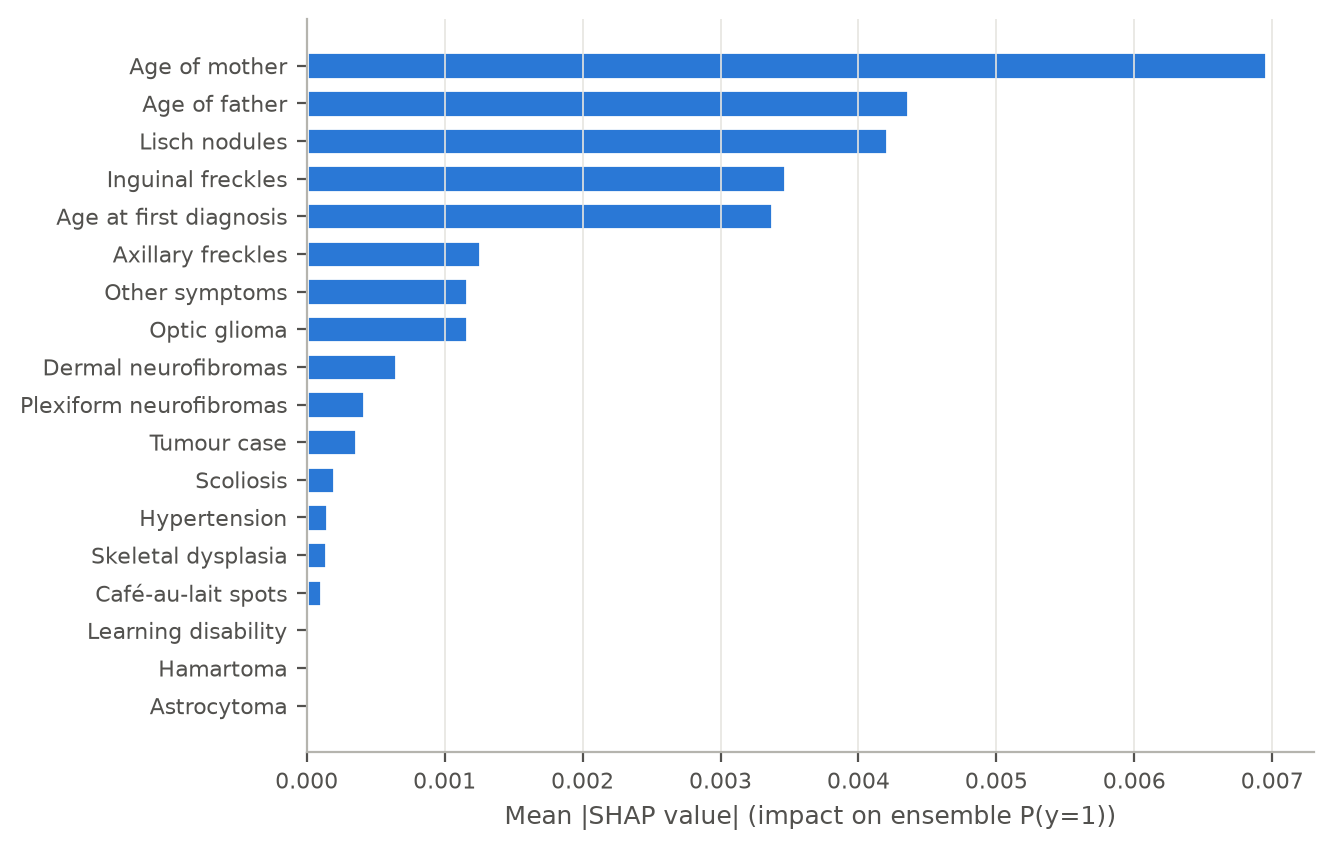 Age of mother
Age of father
Lisch nodules
Inguinal freckles
Age at first diagnosis
Axillary freckles
Other symptoms
Optic glioma
Dermal neurofibromas
Plexiform neurofibromas
Tumour case
Scoliosis
Hypertension
Skeletal dysplasia
Café-au-lait spots
Learning disability
Hamartoma
Astrocytoma
0.000 0.001 0.002 0.003 0.004 0.005 0.006 0.007
Mean |SHAP value| (impact on ensemble P(y=1))